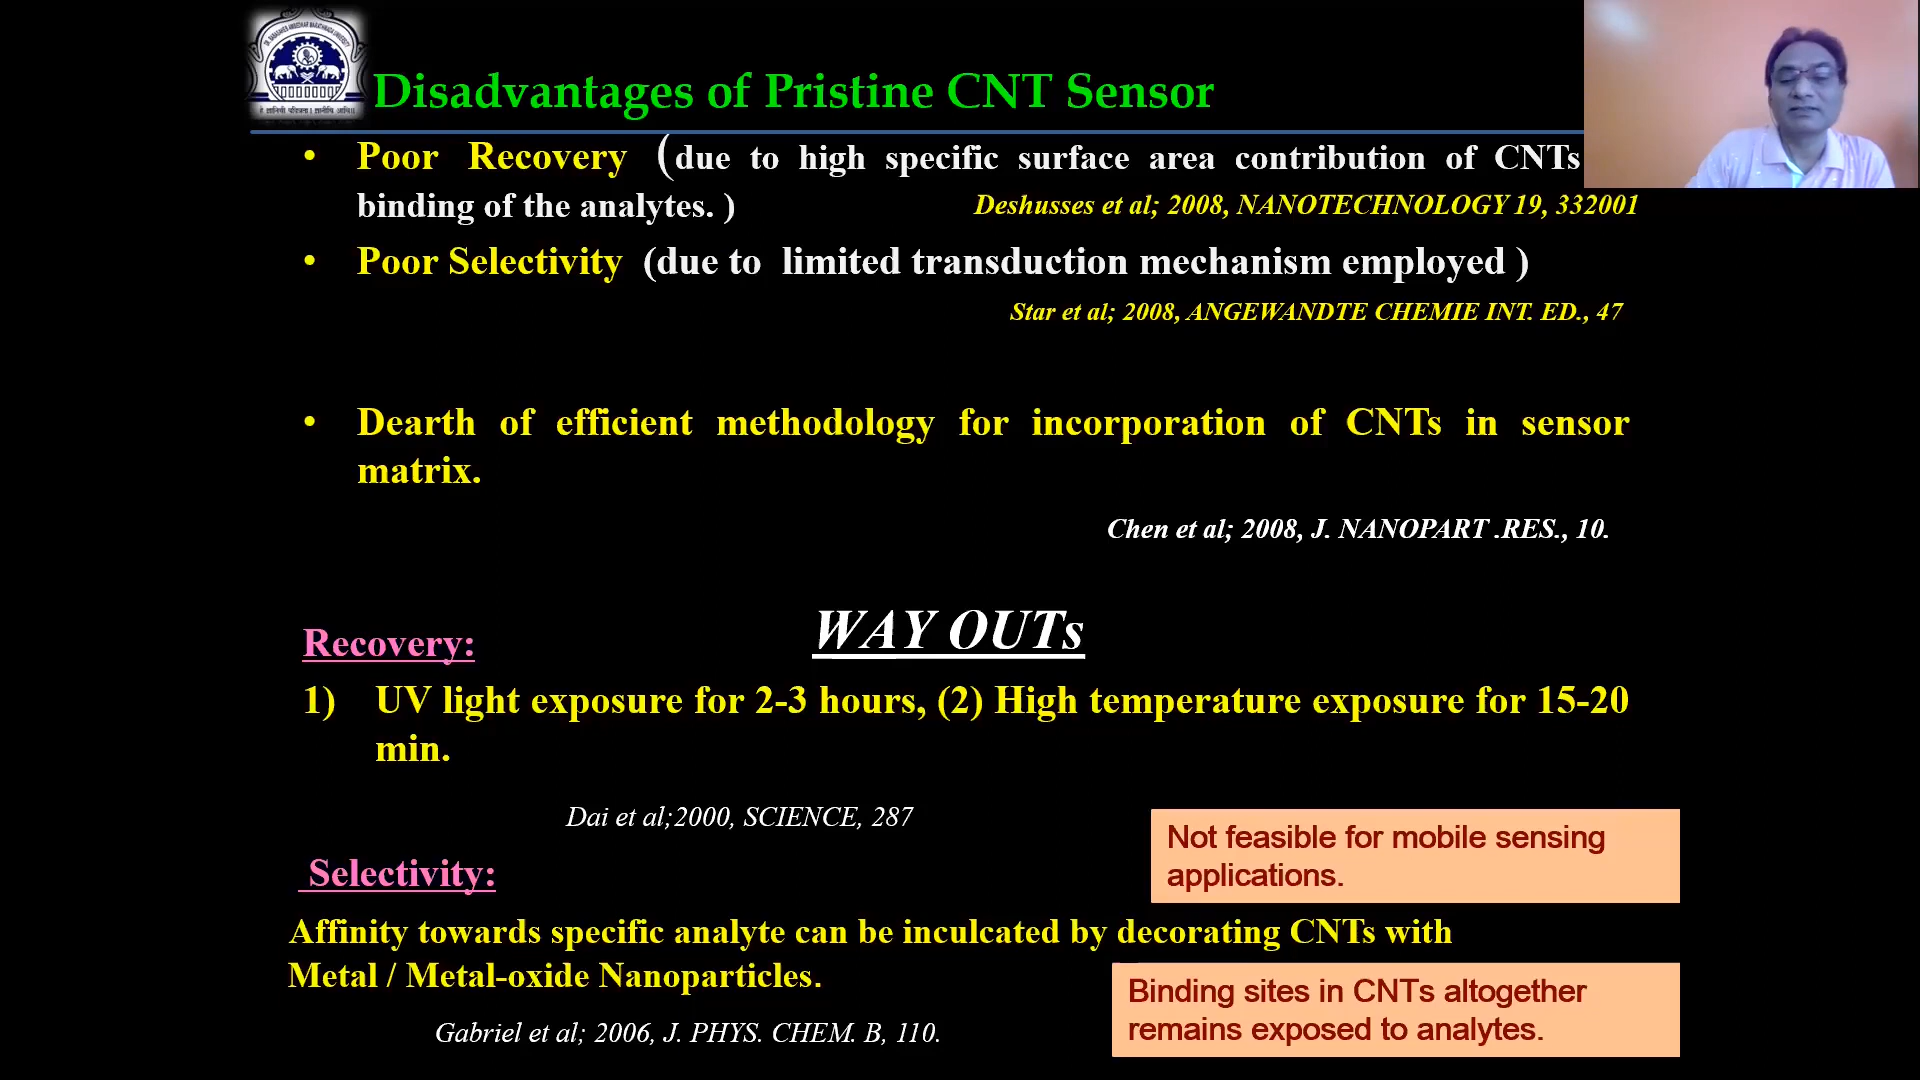 DR. BABASAHEB AMBEDKAR MARATHWADA UNIVERSITY
Disadvantages of Pristine CNT Sensor
• Poor Recovery (due to high specific surface area contribution of CNTs
binding of the analytes. )
Deshusses et al; 2008, NANOTECHNOLOGY 19, 332001
• Poor Selectivity (due to limited transduction mechanism employed )
Star et al; 2008, ANGEWANDTE CHEMIE INT. ED., 47
• Dearth of efficient methodology for incorporation of CNTs in sensor
matrix.
Chen et al; 2008, J. NANOPART .RES., 10.
WAY OUTs
Recovery:
1) UV light exposure for 2-3 hours, (2) High temperature exposure for 15-20
min.
Dai et al;2000, SCIENCE, 287
Not feasible for mobile sensing
applications.
Selectivity:
Affinity towards specific analyte can be inculcated by decorating CNTs with
Metal / Metal-oxide Nanoparticles.
Binding sites in CNTs altogether
remains exposed to analytes.
Gabriel et al; 2006, J. PHYS. CHEM. B, 110.